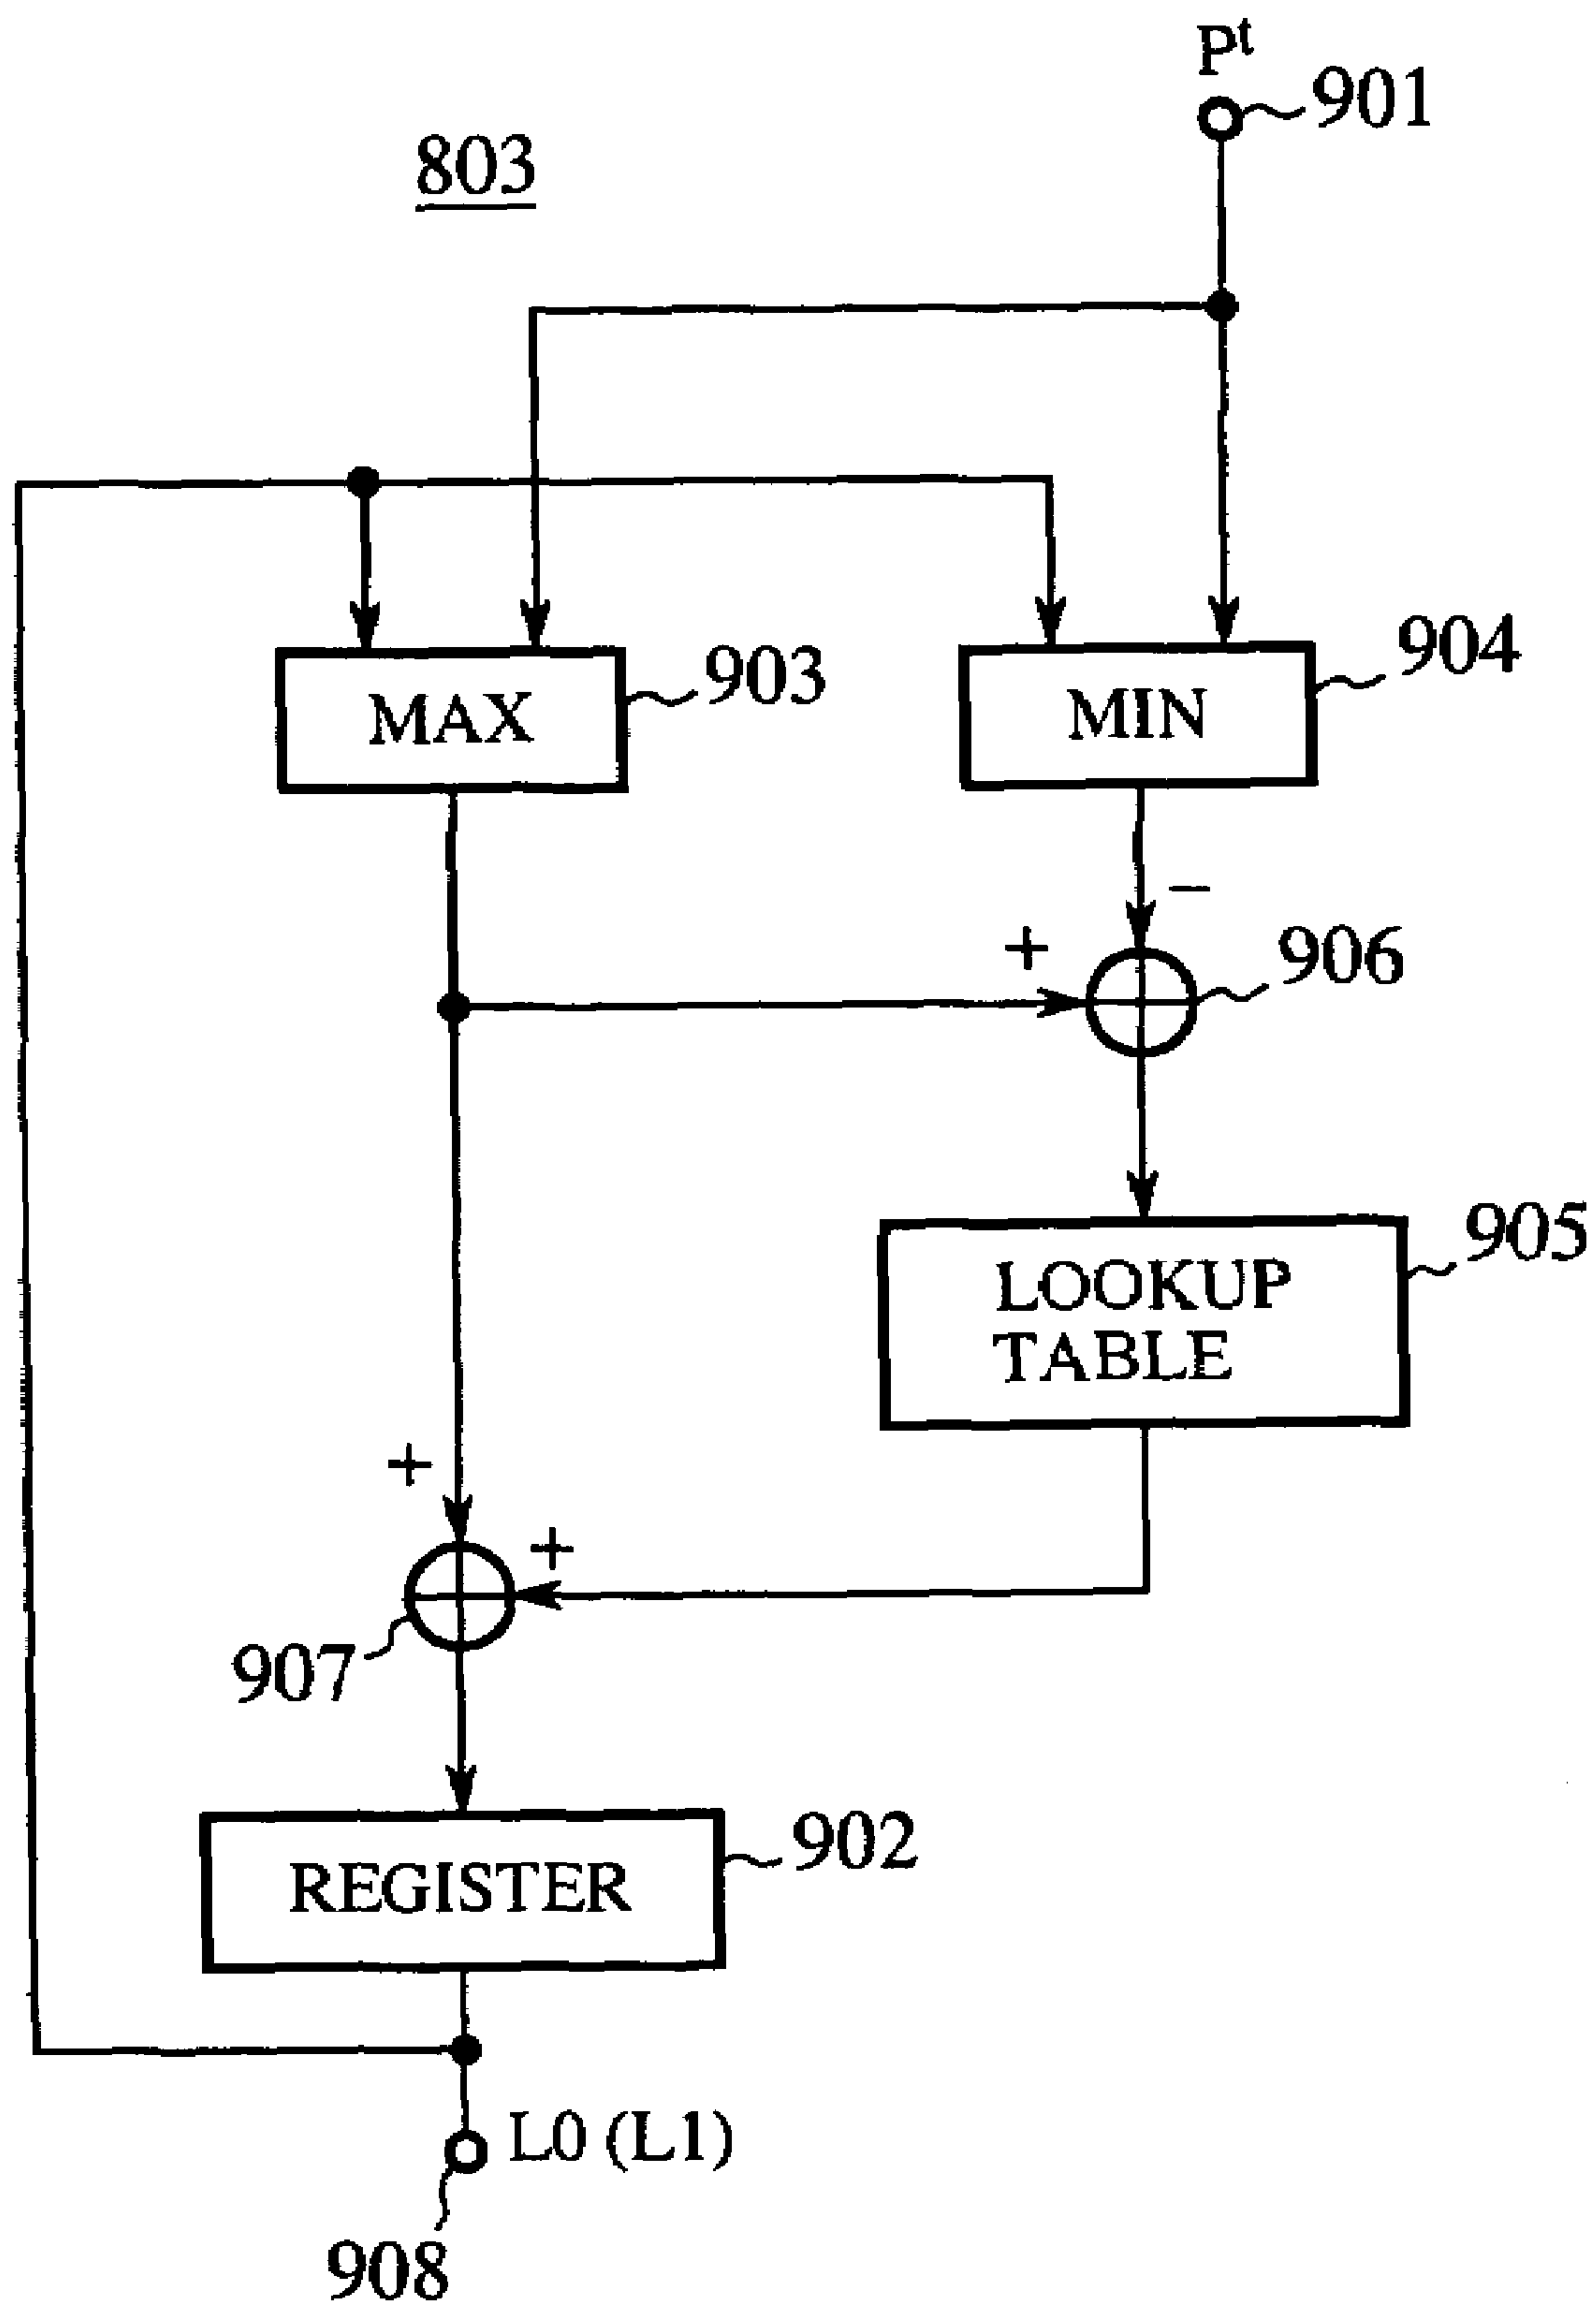 Pt
901
803
903
904
MAX
MIN
−
+
906
905
LOOKUP
TABLE
+
+
907
902
REGISTER
L0 (L1)
908